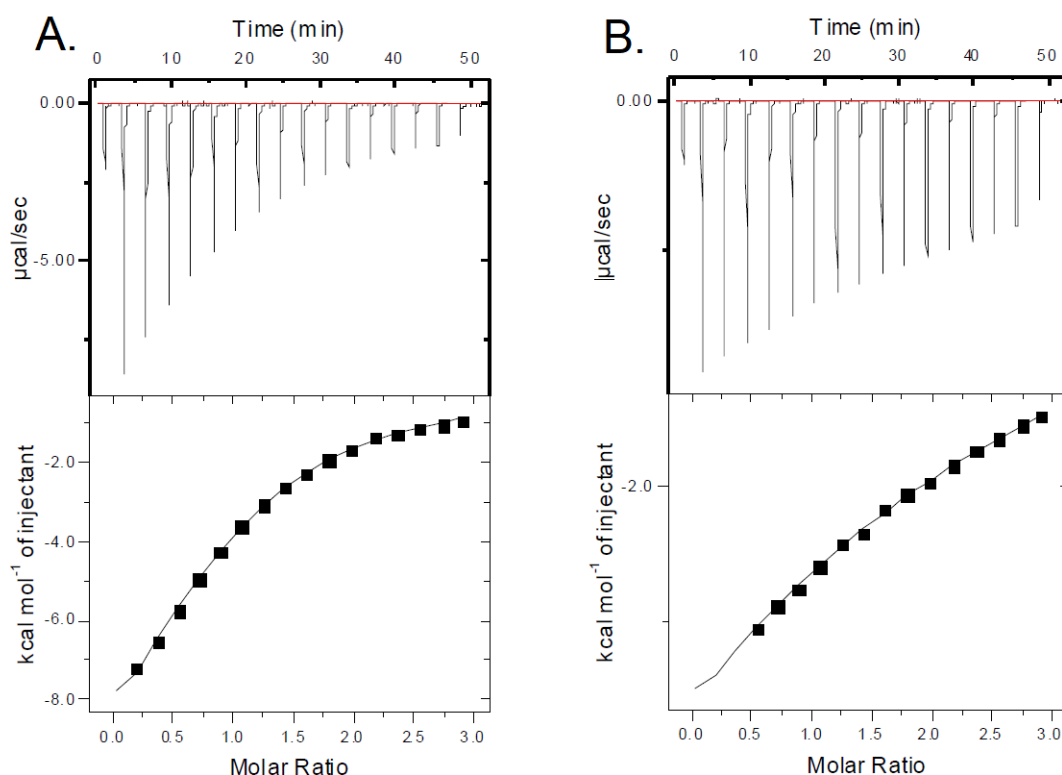 A.
Time (min)
0 10 20 30 40 50
0.00
-5.00
µcal/sec
-2.0
-4.0
-6.0
-8.0
kcal mol⁻¹ of injectant
0.0 0.5 1.0 1.5 2.0 2.5 3.0
Molar Ratio
B.
Time (min)
0 10 20 30 40 50
0.00
µcal/sec
-2.0
kcal mol⁻¹ of injectant
0.0 0.5 1.0 1.5 2.0 2.5 3.0
Molar Ratio